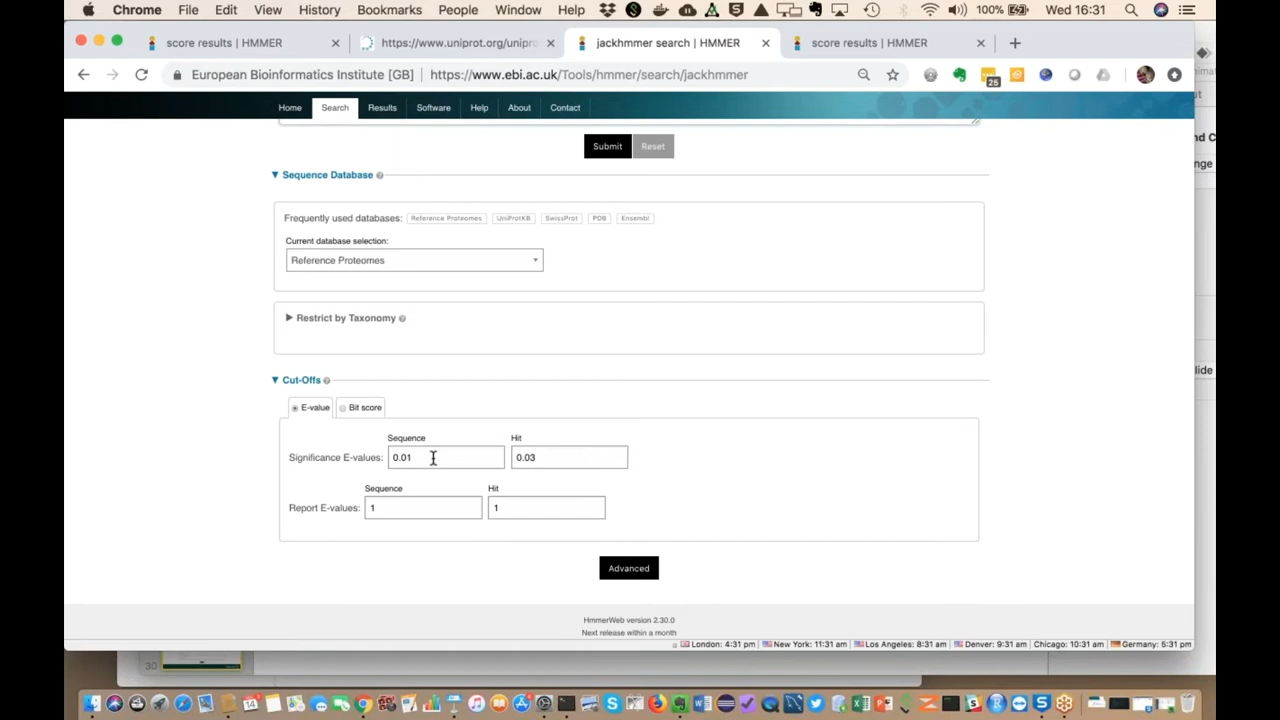 Chrome File Edit View History Bookmarks People Window Help 100% Wed 16:31
score results | HMMER
https://www.uniprot.org/unipro
jackhmmer search | HMMER
score results | HMMER
European Bioinformatics Institute [GB] https://www.ebi.ac.uk/Tools/hmmer/search/jackhmmer
25
Home Search Results Software Help About Contact
Submit Reset
Sequence Database
Frequently used databases: Reference Proteomes UniProtKB SwissProt PDB Ensembl
Current database selection:
Reference Proteomes
Restrict by Taxonomy
Cut-Offs
E-value Bit score
Sequence Hit
Significance E-values: 0.01 0.03
Sequence Hit
Report E-values: 1 1
Advanced
HmmerWeb version 2.30.0
Next release within a month
London: 4:31 pm New York: 11:31 am Los Angeles: 8:31 am Denver: 9:31 am Chicago: 10:31 am Germany: 5:31 pm
30